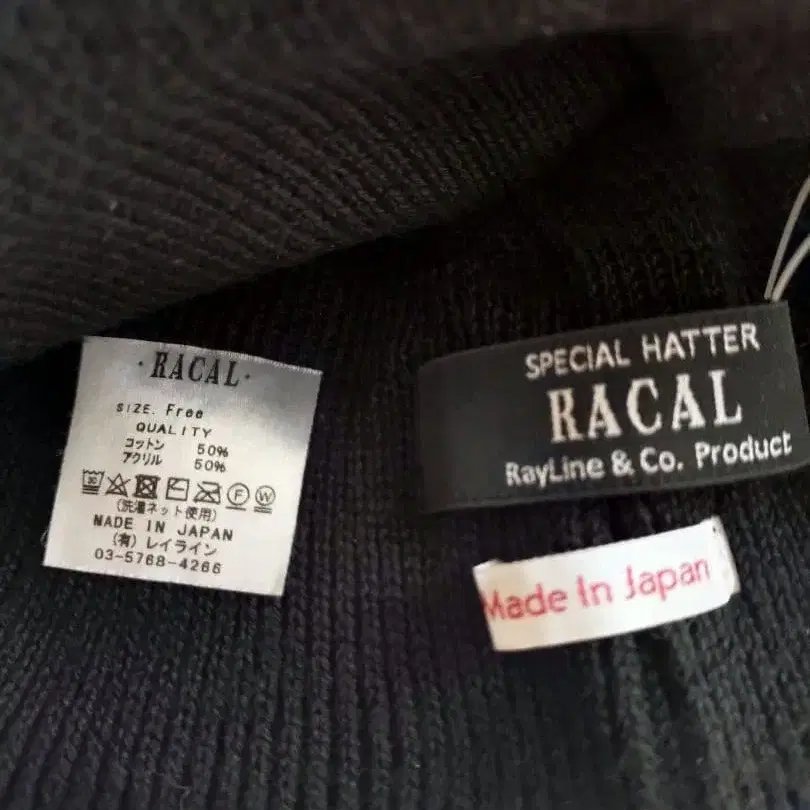 ·RACAL·
SIZE. Free
QUALITY
コットン 50%
アクリル 50%
30
F W
(洗濯ネット使用)
MADE IN JAPAN
(有)レイライン
03-5768-4266
SPECIAL HATTER
RACAL
RayLine & Co. Product
Made In Japan